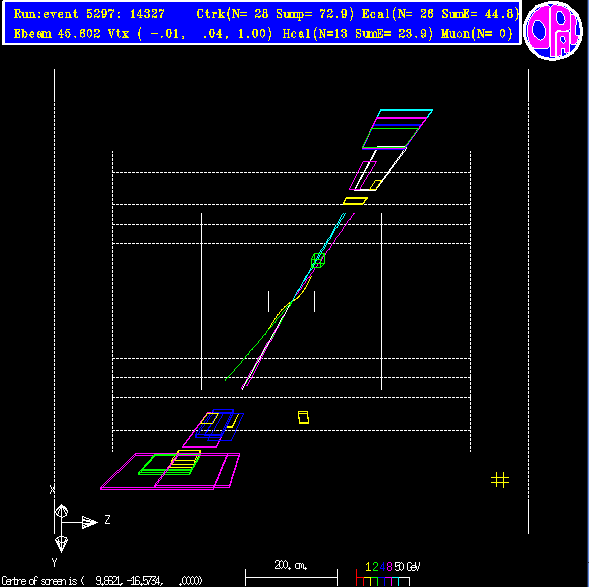 Run:event 5297: 14327 Ctrk(N= 28 Sump= 72.9) Ecal(N= 26 SumE= 44.6)
Ebeam 45.602 Vtx ( -.01, .04, 1.00) Hcal(N=13 SumE= 23.9) Muon(N= 0)
OPAL
X
Z
Y
200. cm.
1 2 4 8 50 GeV
Centre of screen is ( 9.8621, -16.5734, .0000)